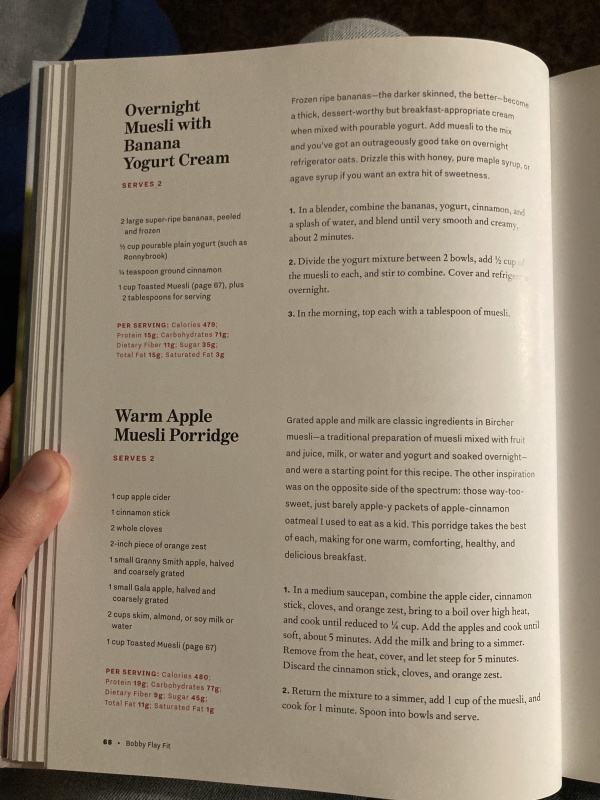 Overnight
Muesli with
Banana
Yogurt Cream
SERVES 2
2 large super-ripe bananas, peeled
and frozen
½ cup pourable plain yogurt (such as
Ronnybrook)
¼ teaspoon ground cinnamon
1 cup Toasted Muesli (page 67), plus
2 tablespoons for serving
PER SERVING: Calories 479;
Protein 15g; Carbohydrates 71g;
Dietary Fiber 11g; Sugar 35g;
Total Fat 15g; Saturated Fat 3g
Frozen ripe bananas—the darker skinned, the better—become
a thick, dessert-worthy but breakfast-appropriate cream
when mixed with pourable yogurt. Add muesli to the mix
and you've got an outrageously good take on overnight
refrigerator oats. Drizzle this with honey, pure maple syrup, or
agave syrup if you want an extra hit of sweetness.
1. In a blender, combine the bananas, yogurt, cinnamon, and
a splash of water, and blend until very smooth and creamy,
about 2 minutes.
2. Divide the yogurt mixture between 2 bowls, add ½ cup of
the muesli to each, and stir to combine. Cover and refrigerate
overnight.
3. In the morning, top each with a tablespoon of muesli.
Warm Apple
Muesli Porridge
SERVES 2
1 cup apple cider
1 cinnamon stick
2 whole cloves
2-inch piece of orange zest
1 small Granny Smith apple, halved
and coarsely grated
1 small Gala apple, halved and
coarsely grated
2 cups skim, almond, or soy milk or
water
1 cup Toasted Muesli (page 67)
PER SERVING: Calories 480;
Protein 19g; Carbohydrates 77g;
Dietary Fiber 9g; Sugar 45g;
Total Fat 11g; Saturated Fat 1g
Grated apple and milk are classic ingredients in Bircher
muesli—a traditional preparation of muesli mixed with fruit
and juice, milk, or water and yogurt and soaked overnight—
and were a starting point for this recipe. The other inspiration
was on the opposite side of the spectrum: those way-too-
sweet, just barely apple-y packets of apple-cinnamon
oatmeal I used to eat as a kid. This porridge takes the best
of each, making for one warm, comforting, healthy, and
delicious breakfast.
1. In a medium saucepan, combine the apple cider, cinnamon
stick, cloves, and orange zest, bring to a boil over high heat,
and cook until reduced to ¼ cup. Add the apples and cook until
soft, about 5 minutes. Add the milk and bring to a simmer.
Remove from the heat, cover, and let steep for 5 minutes.
Discard the cinnamon stick, cloves, and orange zest.
2. Return the mixture to a simmer, add 1 cup of the muesli, and
cook for 1 minute. Spoon into bowls and serve.
68 • Bobby Flay Fit